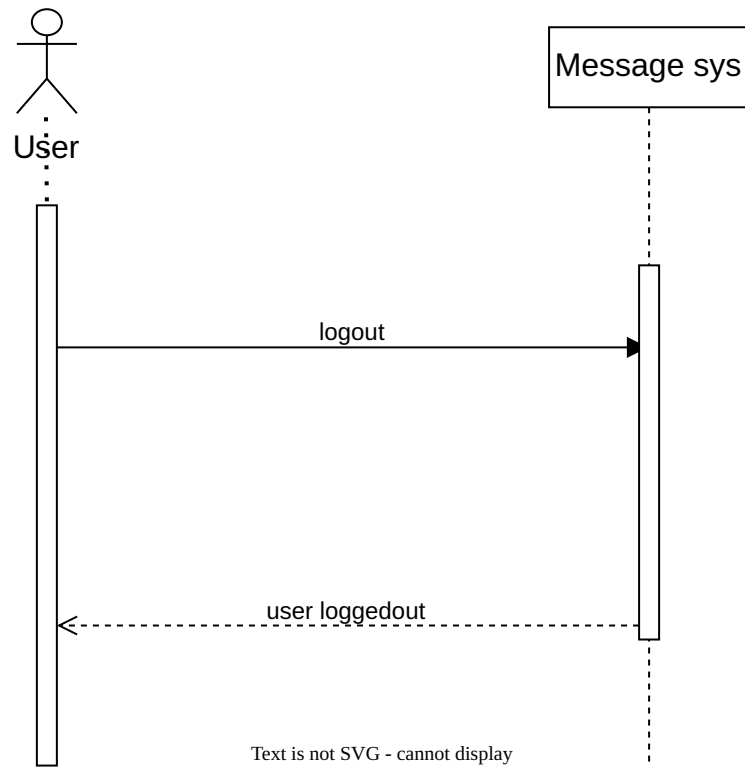 Message sys
User
logout
user loggedout
Text is not SVG - cannot display